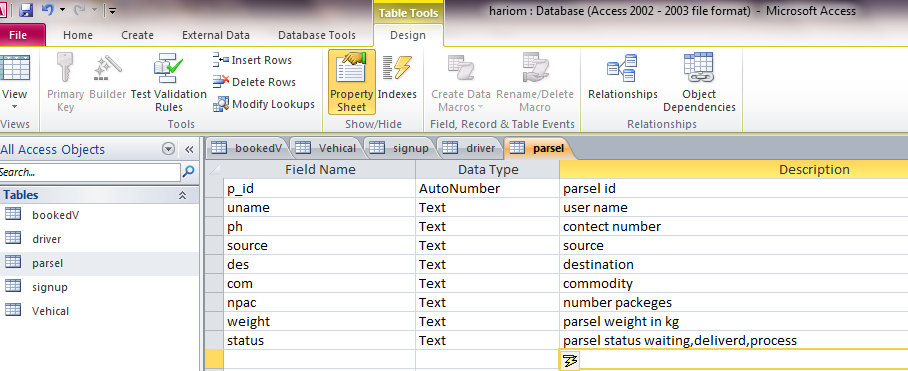 Table Tools
hariom : Database (Access 2002 - 2003 file format) - Microsoft Access
File Home Create External Data Database Tools Design
View
Primary Key
Builder
Test Validation Rules
Insert Rows
Delete Rows
Modify Lookups
Property Sheet
Indexes
Create Data Macros
Rename/Delete Macro
Relationships
Object Dependencies
Views Tools Show/Hide Field, Record & Table Events Relationships
All Access Objects
Search...
Tables
bookedV
driver
parsel
signup
Vehical
bookedV Vehical signup driver parsel
Field Name Data Type Description
p_id AutoNumber parsel id
uname Text user name
ph Text contect number
source Text source
des Text destination
com Text commodity
npac Text number packeges
weight Text parsel weight in kg
status Text parsel status waiting,deliverd,process